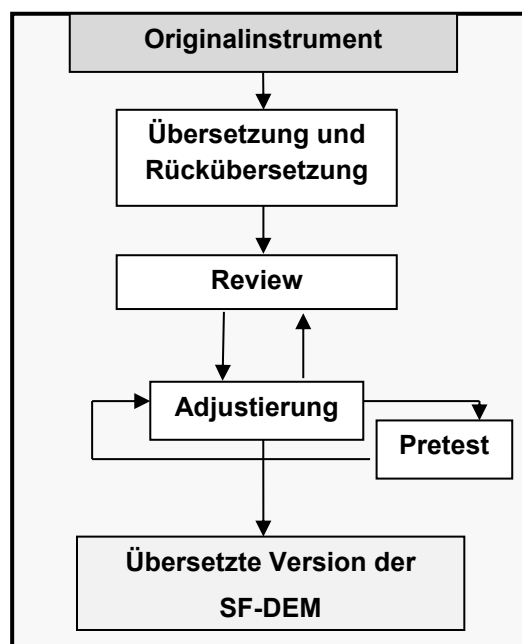 Originalinstrument
Übersetzung und
Rückübersetzung
Review
Adjustierung
Pretest
Übersetzte Version der
SF-DEM